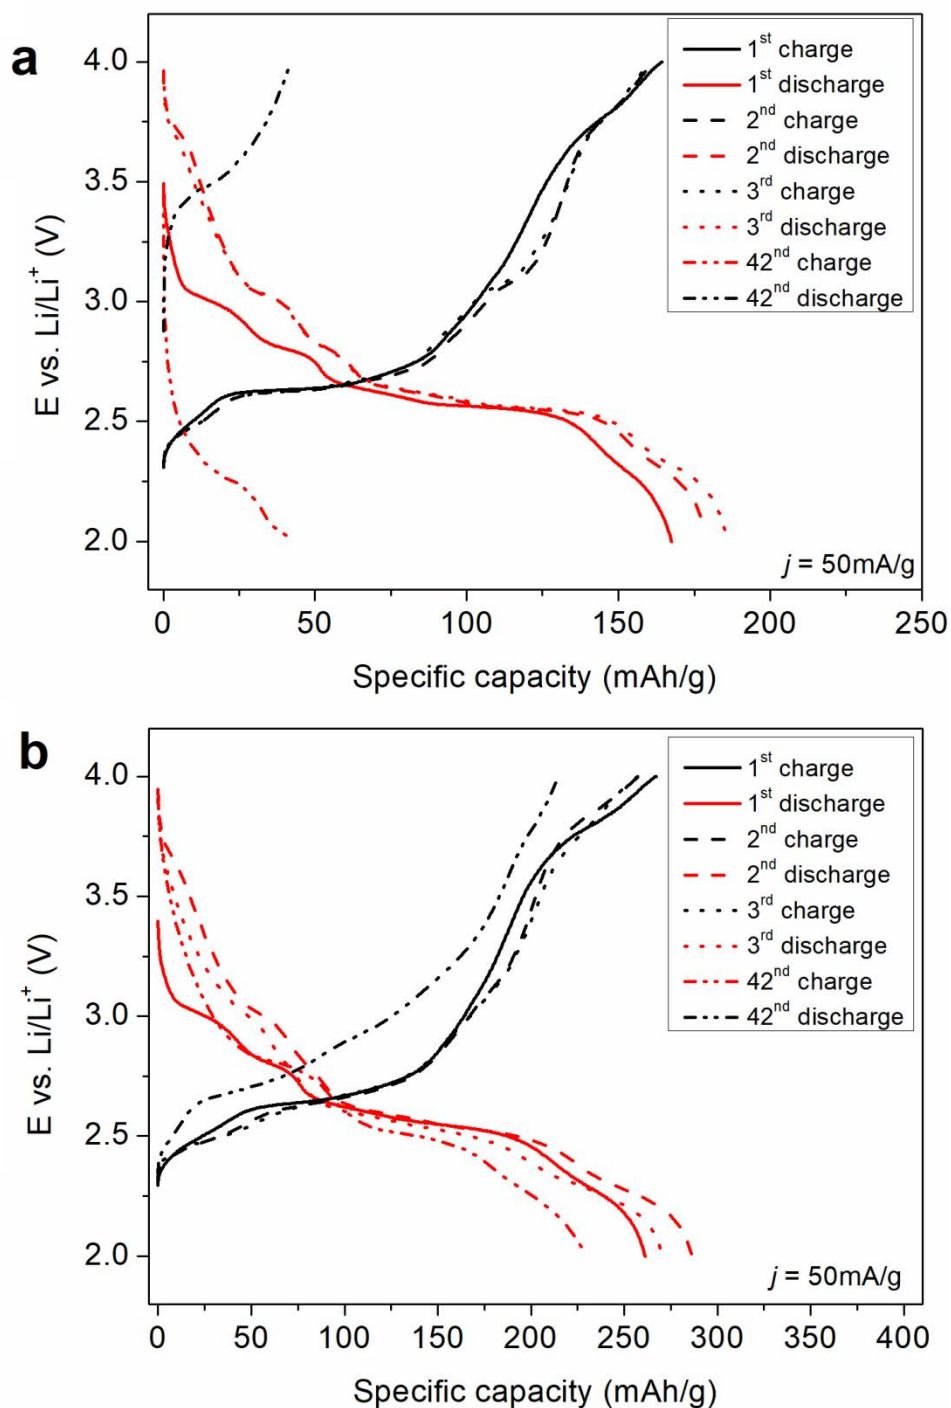 a
1st charge
1st discharge
2nd charge
2nd discharge
3rd charge
3rd discharge
42nd charge
42nd discharge
E vs. Li/Li+ (V)
4.0
3.5
3.0
2.5
2.0
j = 50mA/g
0 50 100 150 200 250
Specific capacity (mAh/g)
b
1st charge
1st discharge
2nd charge
2nd discharge
3rd charge
3rd discharge
42nd charge
42nd discharge
E vs. Li/Li+ (V)
4.0
3.5
3.0
2.5
2.0
j = 50mA/g
0 50 100 150 200 250 300 350 400
Specific capacity (mAh/g)